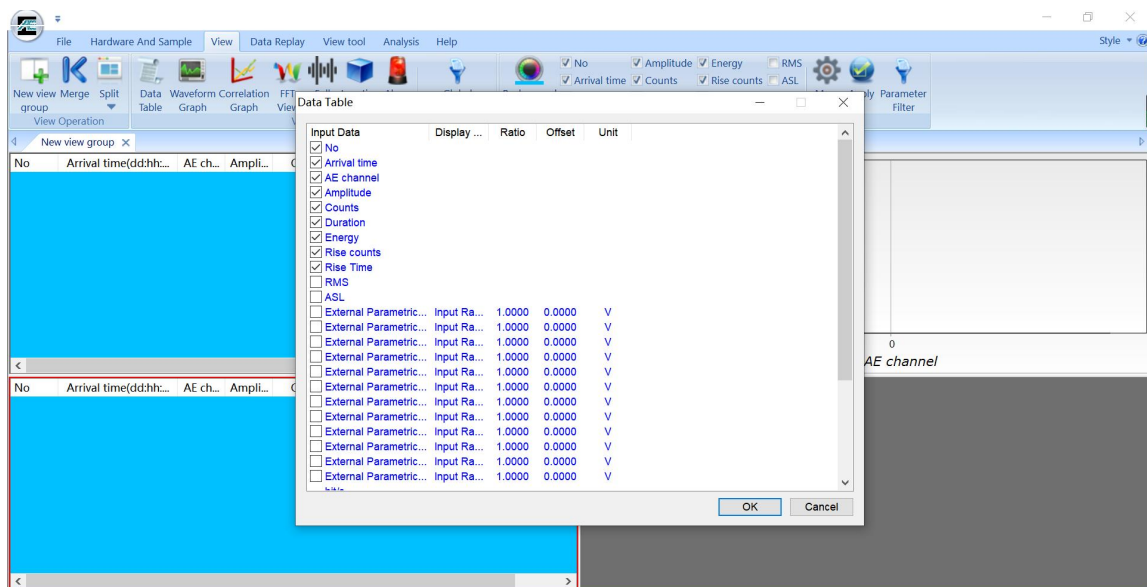 File Hardware And Sample View Data Replay View tool Analysis Help Style
New view group Merge Split Data Table Waveform Graph Correlation Graph
No Amplitude Energy RMS
Arrival time Counts Rise counts ASL
Parameter Filter
View Operation
Data Table
New view group
No Arrival time(dd:hh:... AE ch... Ampli...
Input Data Display ... Ratio Offset Unit
No
Arrival time
AE channel
Amplitude
Counts
Duration
Energy
Rise counts
Rise Time
RMS
ASL
External Parametric... Input Ra... 1.0000 0.0000 V
External Parametric... Input Ra... 1.0000 0.0000 V
External Parametric... Input Ra... 1.0000 0.0000 V
External Parametric... Input Ra... 1.0000 0.0000 V
External Parametric... Input Ra... 1.0000 0.0000 V
External Parametric... Input Ra... 1.0000 0.0000 V
External Parametric... Input Ra... 1.0000 0.0000 V
External Parametric... Input Ra... 1.0000 0.0000 V
External Parametric... Input Ra... 1.0000 0.0000 V
External Parametric... Input Ra... 1.0000 0.0000 V
External Parametric... Input Ra... 1.0000 0.0000 V
External Parametric... Input Ra... 1.0000 0.0000 V
OK Cancel
0
AE channel
No Arrival time(dd:hh:... AE ch... Ampli...